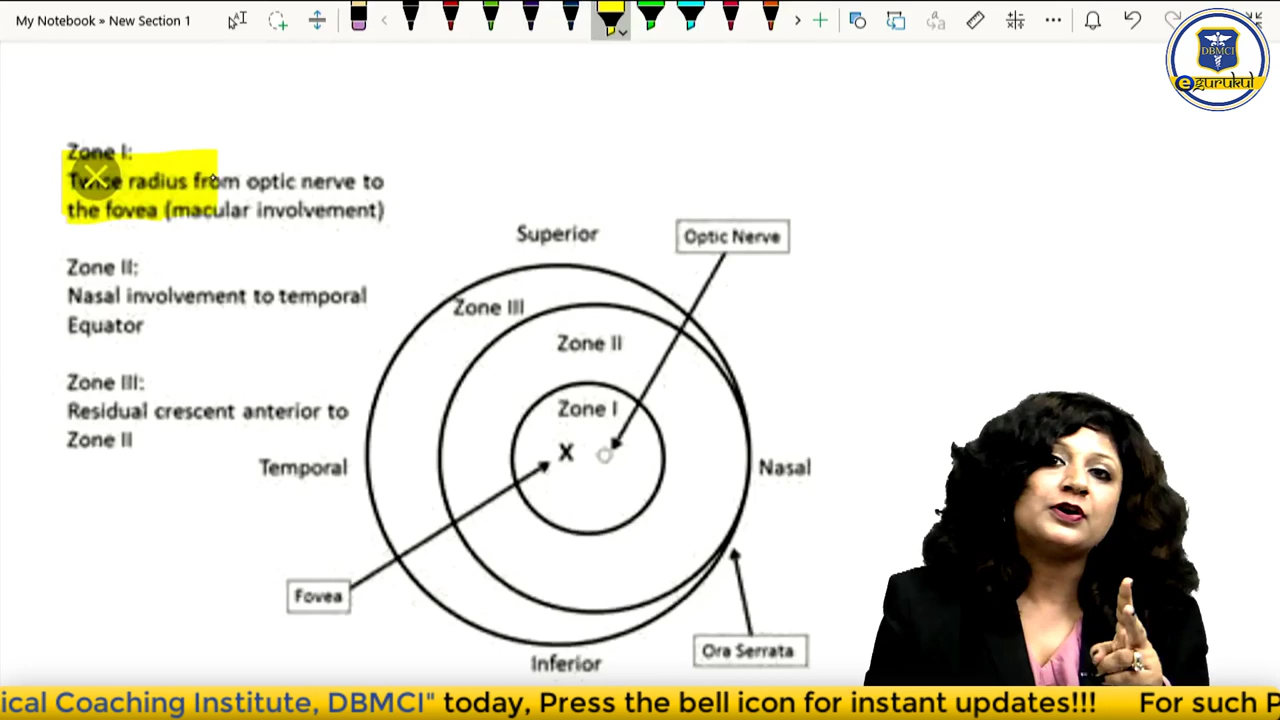 My Notebook » New Section 1
DBMCI
egurukul
Zone I:
Twice radius from optic nerve to
the fovea (macular involvement)
Zone II:
Nasal involvement to temporal
Equator
Zone III:
Residual crescent anterior to
Zone II
Superior
Optic Nerve
Zone III
Zone II
Zone I
X
Temporal
Nasal
Fovea
Ora Serrata
Inferior
ical Coaching Institute, DBMCI" today, Press the bell icon for instant updates!!! For such P